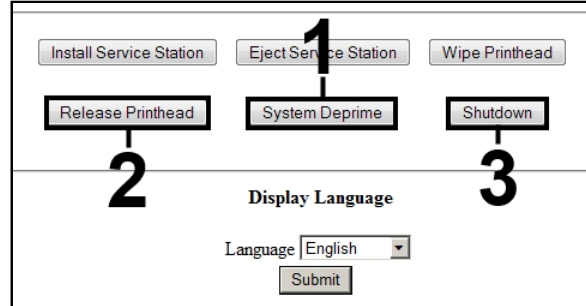 1
Install Service Station Eject Service Station Wipe Printhead
Release Printhead System Deprime Shutdown
2 3
Display Language
Language English
Submit